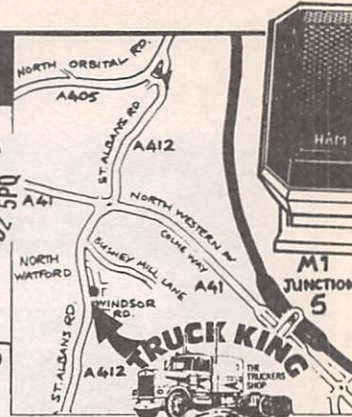 NORTH ORBITAL RD.
A405
ST. ALBANS RD
A412
A41
NORTH WESTERN AV
COLNE WAY
A41
BUSHEY MILL LANE
NORTH
WATFORD
WINDSOR
RD.
ST. ALBANS RD.
A412
HAM
M1
JUNCTION
5
TRUCK KING
THE
TRUCKERS
SHOP